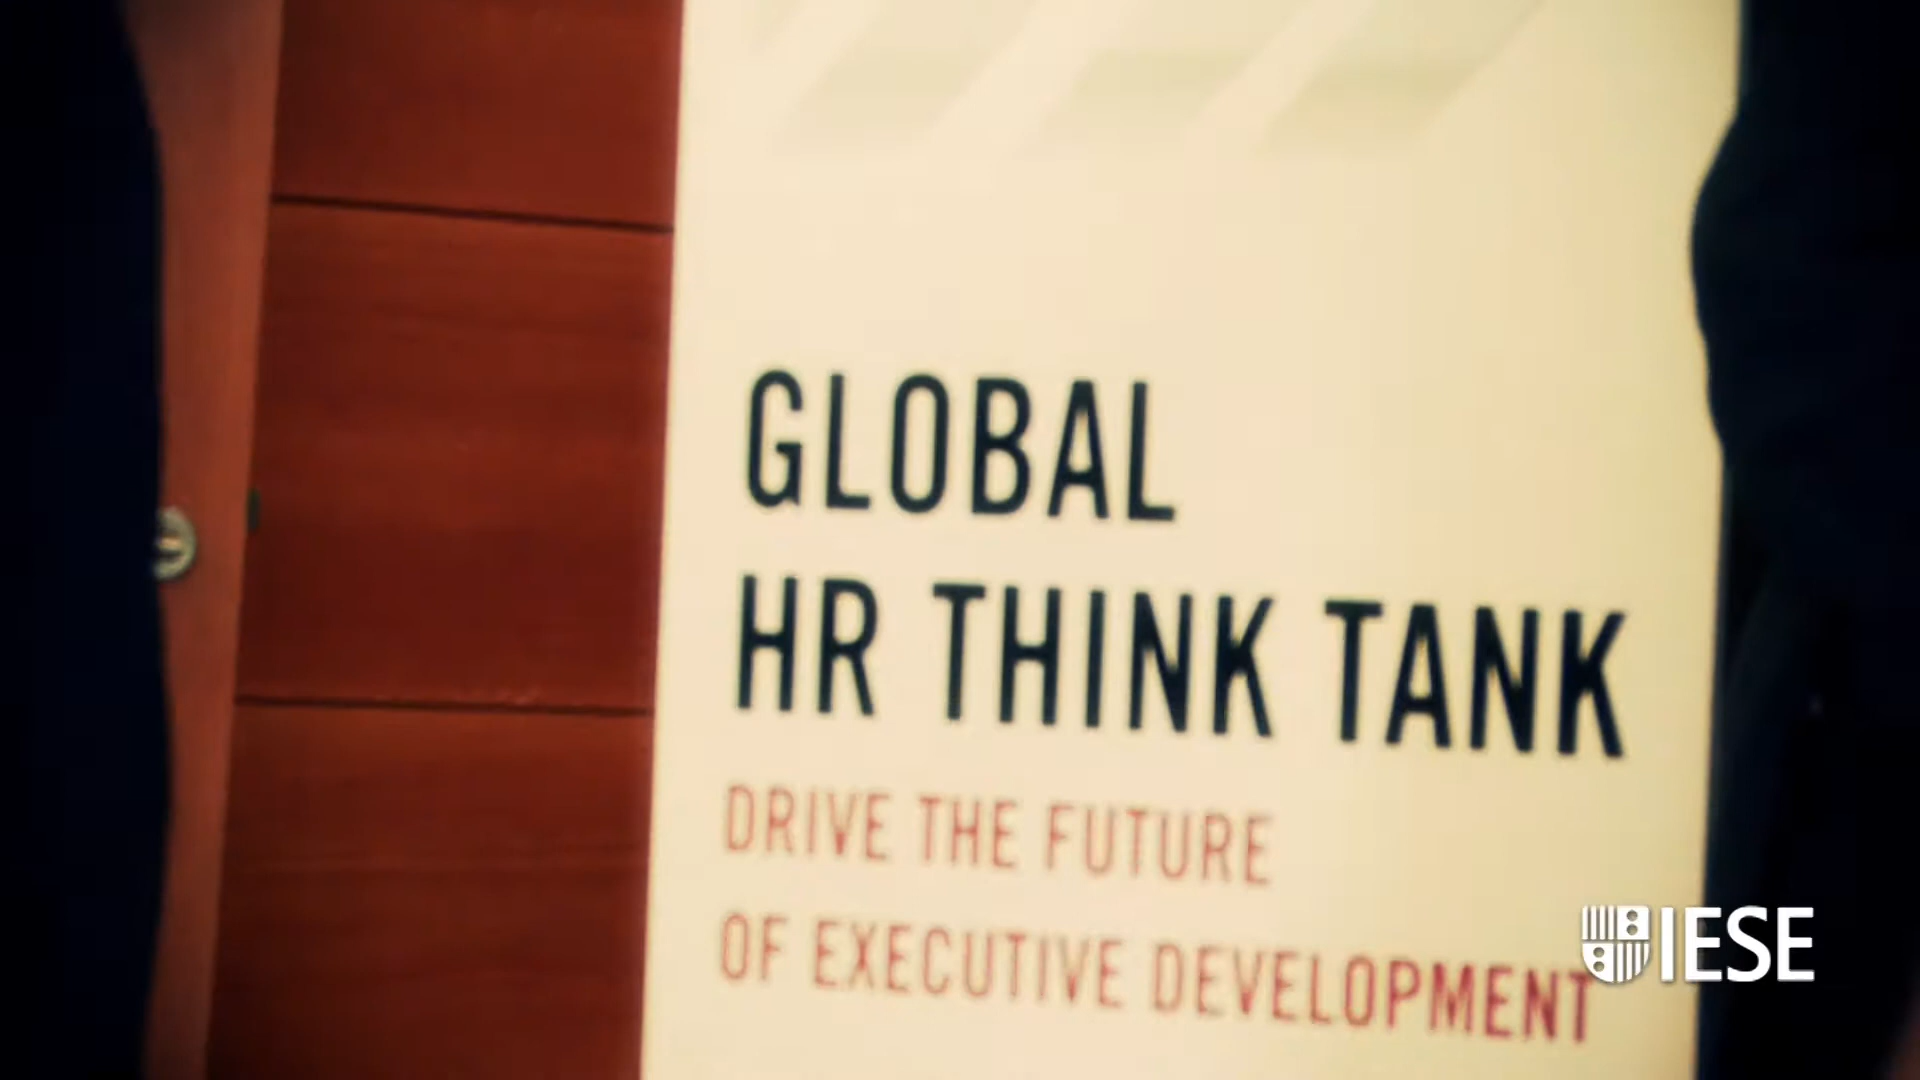 GLOBAL
HR THINK TANK
DRIVE THE FUTURE
OF EXECUTIVE DEVELOPMENT
IESE